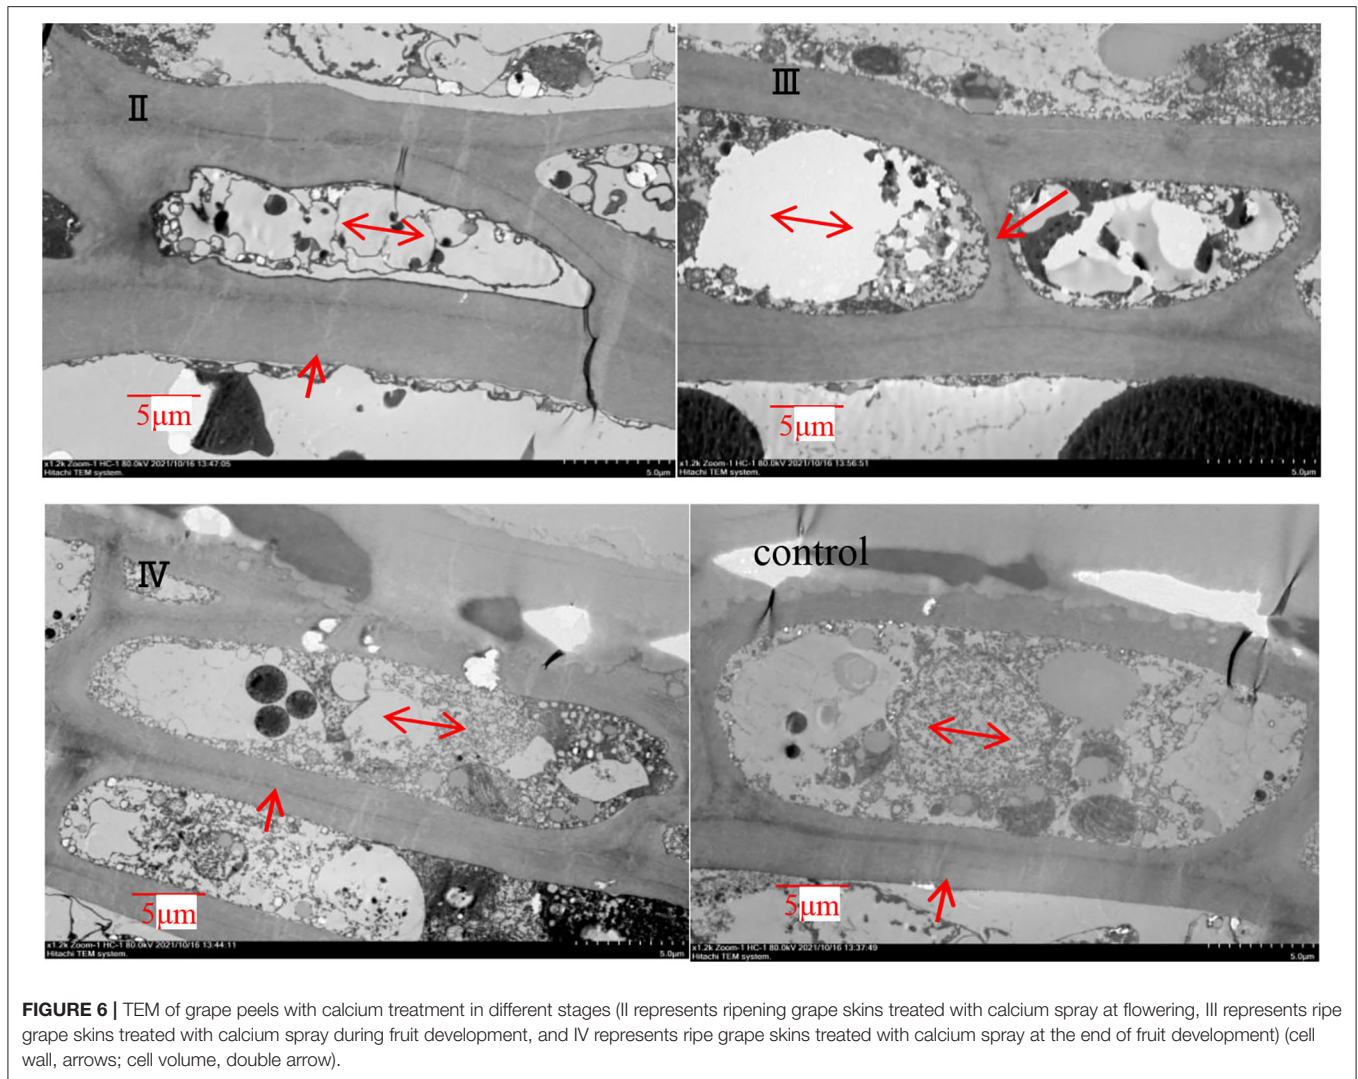 II
III
5μm
5μm
x1.2k Zoom-1 HC-1 80.0kV 2021/10/16 13:47:05
Hitachi TEM system.
5.0μm
x1.2k Zoom-1 HC-1 80.0kV 2021/10/16 13:56:51
Hitachi TEM system.
5.0μm
IV
control
5μm
5μm
x1.2k Zoom-1 HC-1 80.0kV 2021/10/16 13:44:11
Hitachi TEM system.
5.0μm
x1.2k Zoom-1 HC-1 80.0kV 2021/10/16 13:37:49
Hitachi TEM system.
5.0μm
FIGURE 6 | TEM of grape peels with calcium treatment in different stages (II represents ripening grape skins treated with calcium spray at flowering, III represents ripe
grape skins treated with calcium spray during fruit development, and IV represents ripe grape skins treated with calcium spray at the end of fruit development) (cell
wall, arrows; cell volume, double arrow).